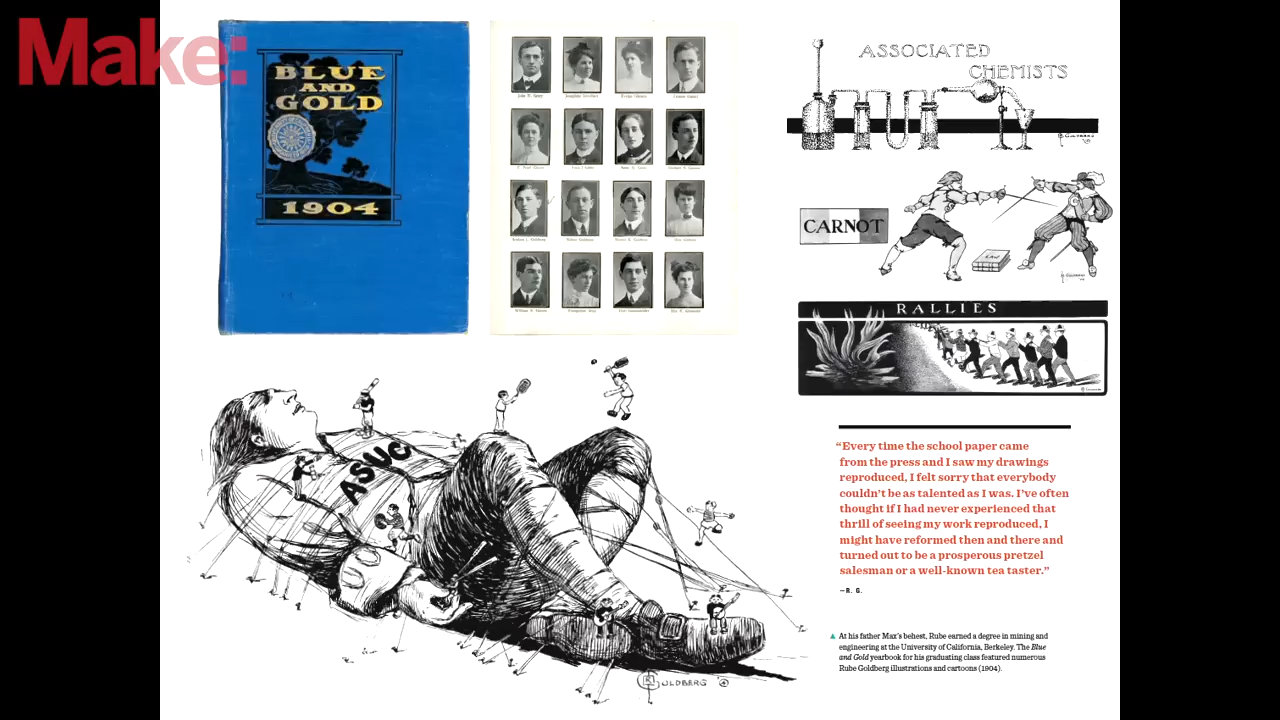 Make:
BLUE
AND
GOLD
1904
ASSOCIATED
CHEMISTS
CARNOT
LAW
RALLIES
ASUC
GOLDBERG
"Every time the school paper came
from the press and I saw my drawings
reproduced, I felt sorry that everybody
couldn't be as talented as I was. I've often
thought if I had never experienced that
thrill of seeing my work reproduced, I
might have reformed then and there and
turned out to be a prosperous pretzel
salesman or a well-known tea taster."
—R. G.
▲ At his father Max's behest, Rube earned a degree in mining and
engineering at the University of California, Berkeley. The Blue
and Gold yearbook for his graduating class featured numerous
Rube Goldberg illustrations and cartoons (1904).